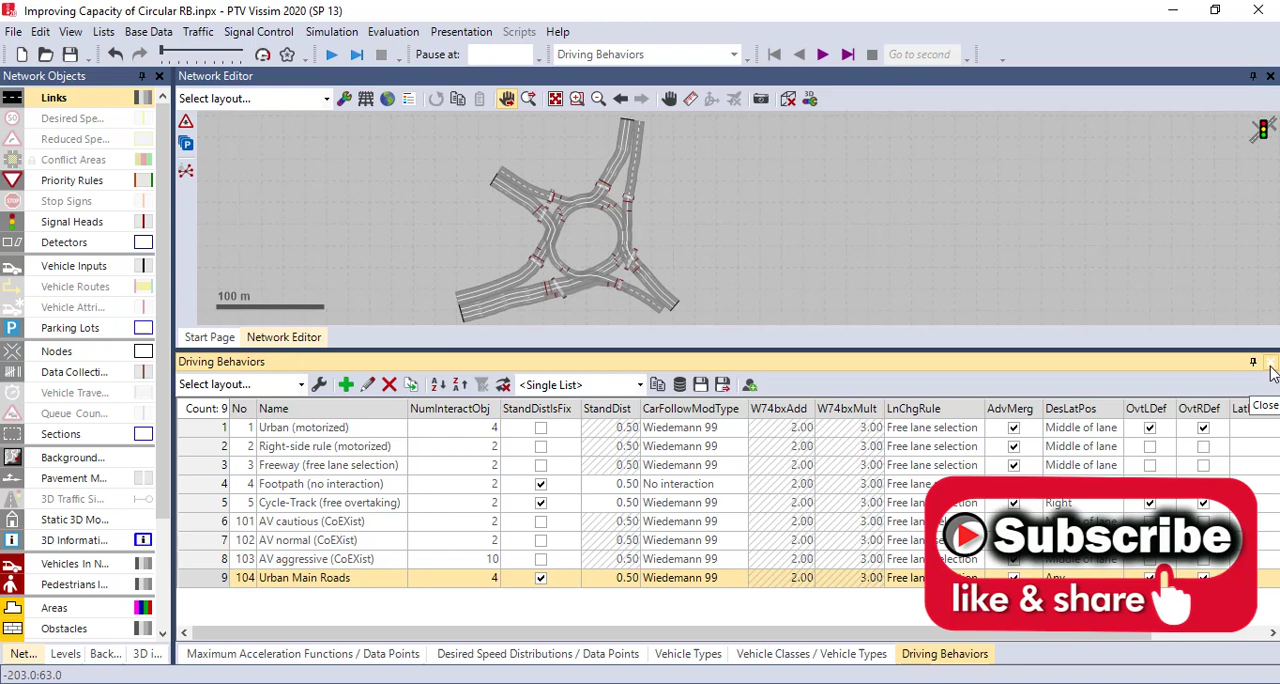 Improving Capacity of Circular RB.inpx - PTV Vissim 2020 (SP 13)
File Edit View Lists Base Data Traffic Signal Control Simulation Evaluation Presentation Scripts Help
Pause at: Driving Behaviors Go to second
Network Objects
Network Editor
Links
Desired Spe...
Reduced Spe...
Conflict Areas
Priority Rules
Stop Signs
Signal Heads
Detectors
Vehicle Inputs
Vehicle Routes
Vehicle Attri...
Parking Lots
Nodes
Data Collecti...
Vehicle Trave...
Queue Coun...
Sections
Background...
Pavement M...
3D Traffic Si...
Static 3D Mo...
3D Informati...
Vehicles In N...
Pedestrians I...
Areas
Obstacles
Net... Levels Back... 3D i...
-203.0:63.0
Select layout...
100 m
Start Page Network Editor
Driving Behaviors
Select layout... <Single List>
Close
Count: 9 No Name NumInteractObj StandDistIsFix StandDist CarFollowModType W74bxAdd W74bxMult LnChgRule AdvMerg DesLatPos OvtLDef OvtRDef
1 1 Urban (motorized) 4 0.50 Wiedemann 99 2.00 3.00 Free lane selection Middle of lane
2 2 Right-side rule (motorized) 2 0.50 Wiedemann 99 2.00 3.00 Free lane selection Middle of lane
3 3 Freeway (free lane selection) 2 0.50 Wiedemann 99 2.00 3.00 Free lane selection Middle of lane
4 4 Footpath (no interaction) 2 0.50 No interaction 2.00 3.00 Free lane
5 5 Cycle-Track (free overtaking) 2 0.50 Wiedemann 99 2.00 3.00 Free lan Right
6 101 AV cautious (CoEXist) 2 0.50 Wiedemann 99 2.00 3.00 Free lan
7 102 AV normal (CoEXist) 2 0.50 Wiedemann 99 2.00 3.00 Free lan
8 103 AV aggressive (CoEXist) 10 0.50 Wiedemann 99 2.00 3.00 Free lan
9 104 Urban Main Roads 4 0.50 Wiedemann 99 2.00 3.00 Free lan
Subscribe
like & share
Maximum Acceleration Functions / Data Points Desired Speed Distributions / Data Points Vehicle Types Vehicle Classes / Vehicle Types Driving Behaviors